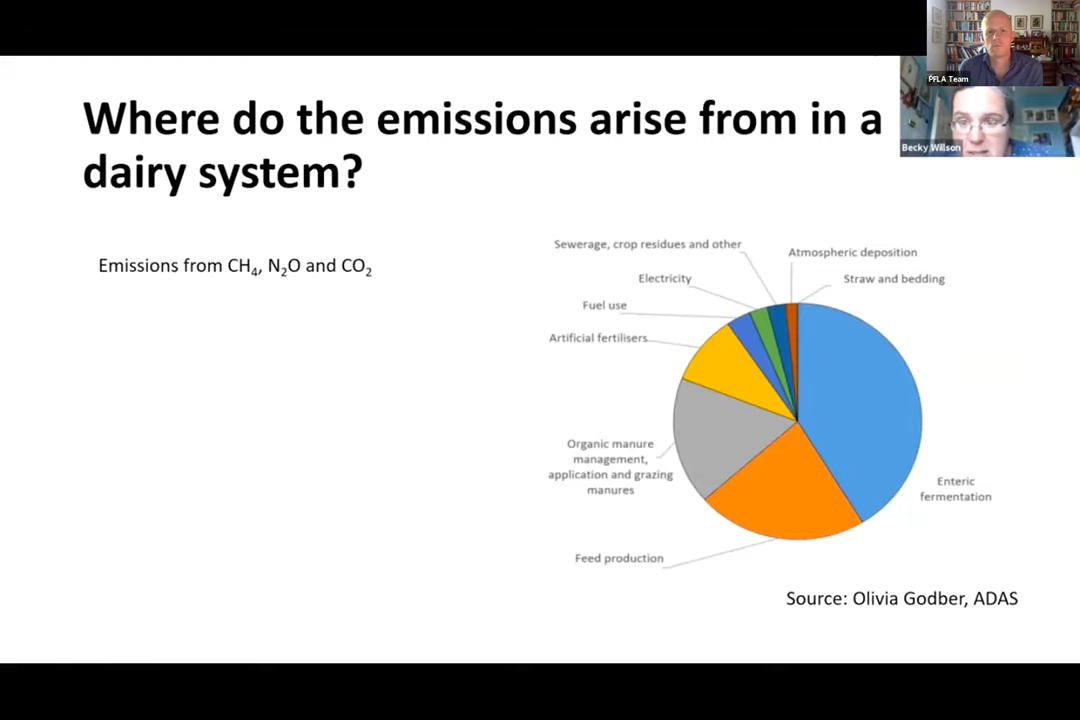 PFLA Team
Becky Willson
Where do the emissions arise from in a
dairy system?
Emissions from CH₄, N₂O and CO₂
Sewerage, crop residues and other
Atmospheric deposition
Electricity
Straw and bedding
Fuel use
Artificial fertilisers
Organic manure
management,
application and grazing
manures
Enteric
fermentation
Feed production
Source: Olivia Godber, ADAS